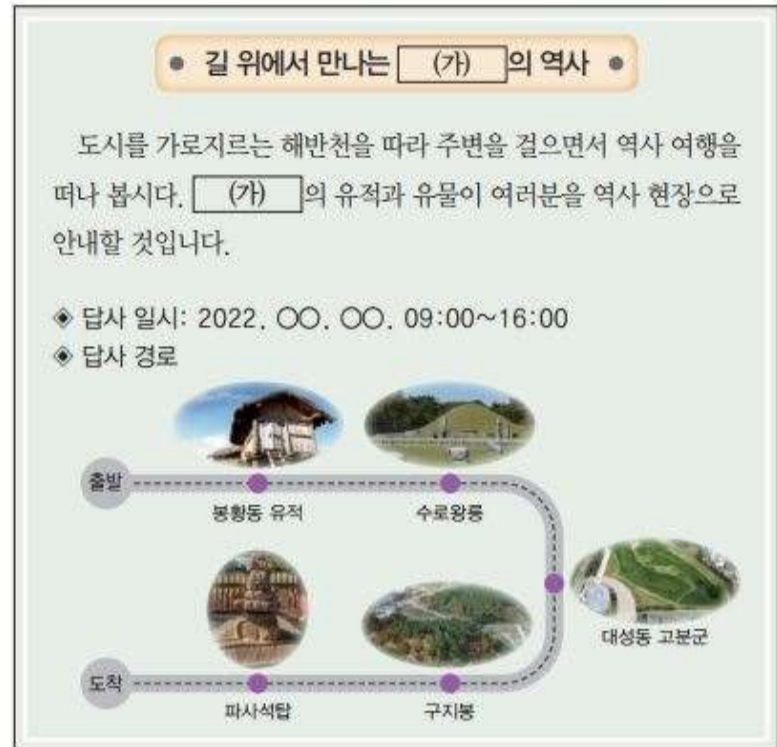 길 위에서 만나는 (가) 의 역사
도시를 가로지르는 해반천을 따라 주변을 걸으면서 역사 여행을
떠나 봅시다. (가) 의 유적과 유물이 여러분을 역사 현장으로
안내할 것입니다.
◈ 답사 일시: 2022. ○○. ○○. 09:00~16:00
◈ 답사 경로
출발
봉황동 유적
수로왕릉
대성동 고분군
구지봉
파사석탑
도착